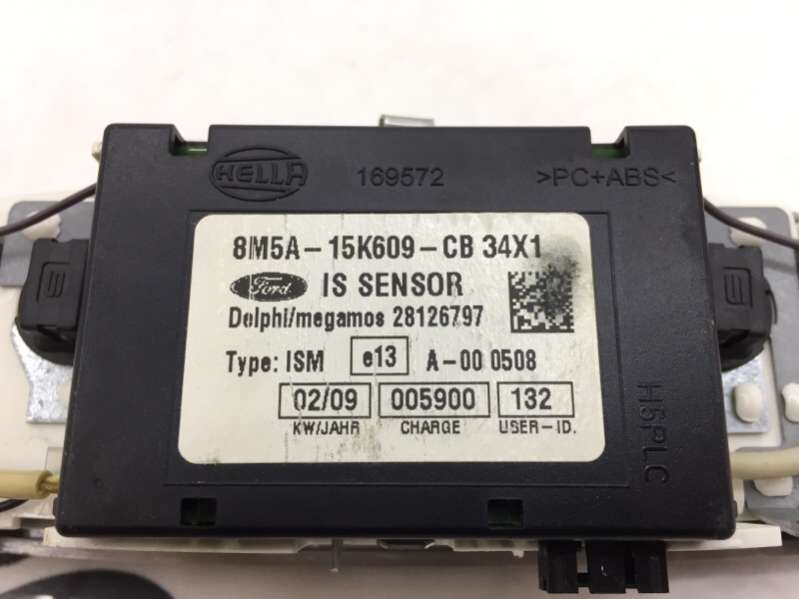 HELLA 169572 >PC+ABS<
8M5A-15K609-CB 34X1
Ford IS SENSOR
Delphi/megamos 28126797
Type: ISM e13 A-00 0508
02/09 005900 132
KW/JAHR CHARGE USER-ID.
H5PLC